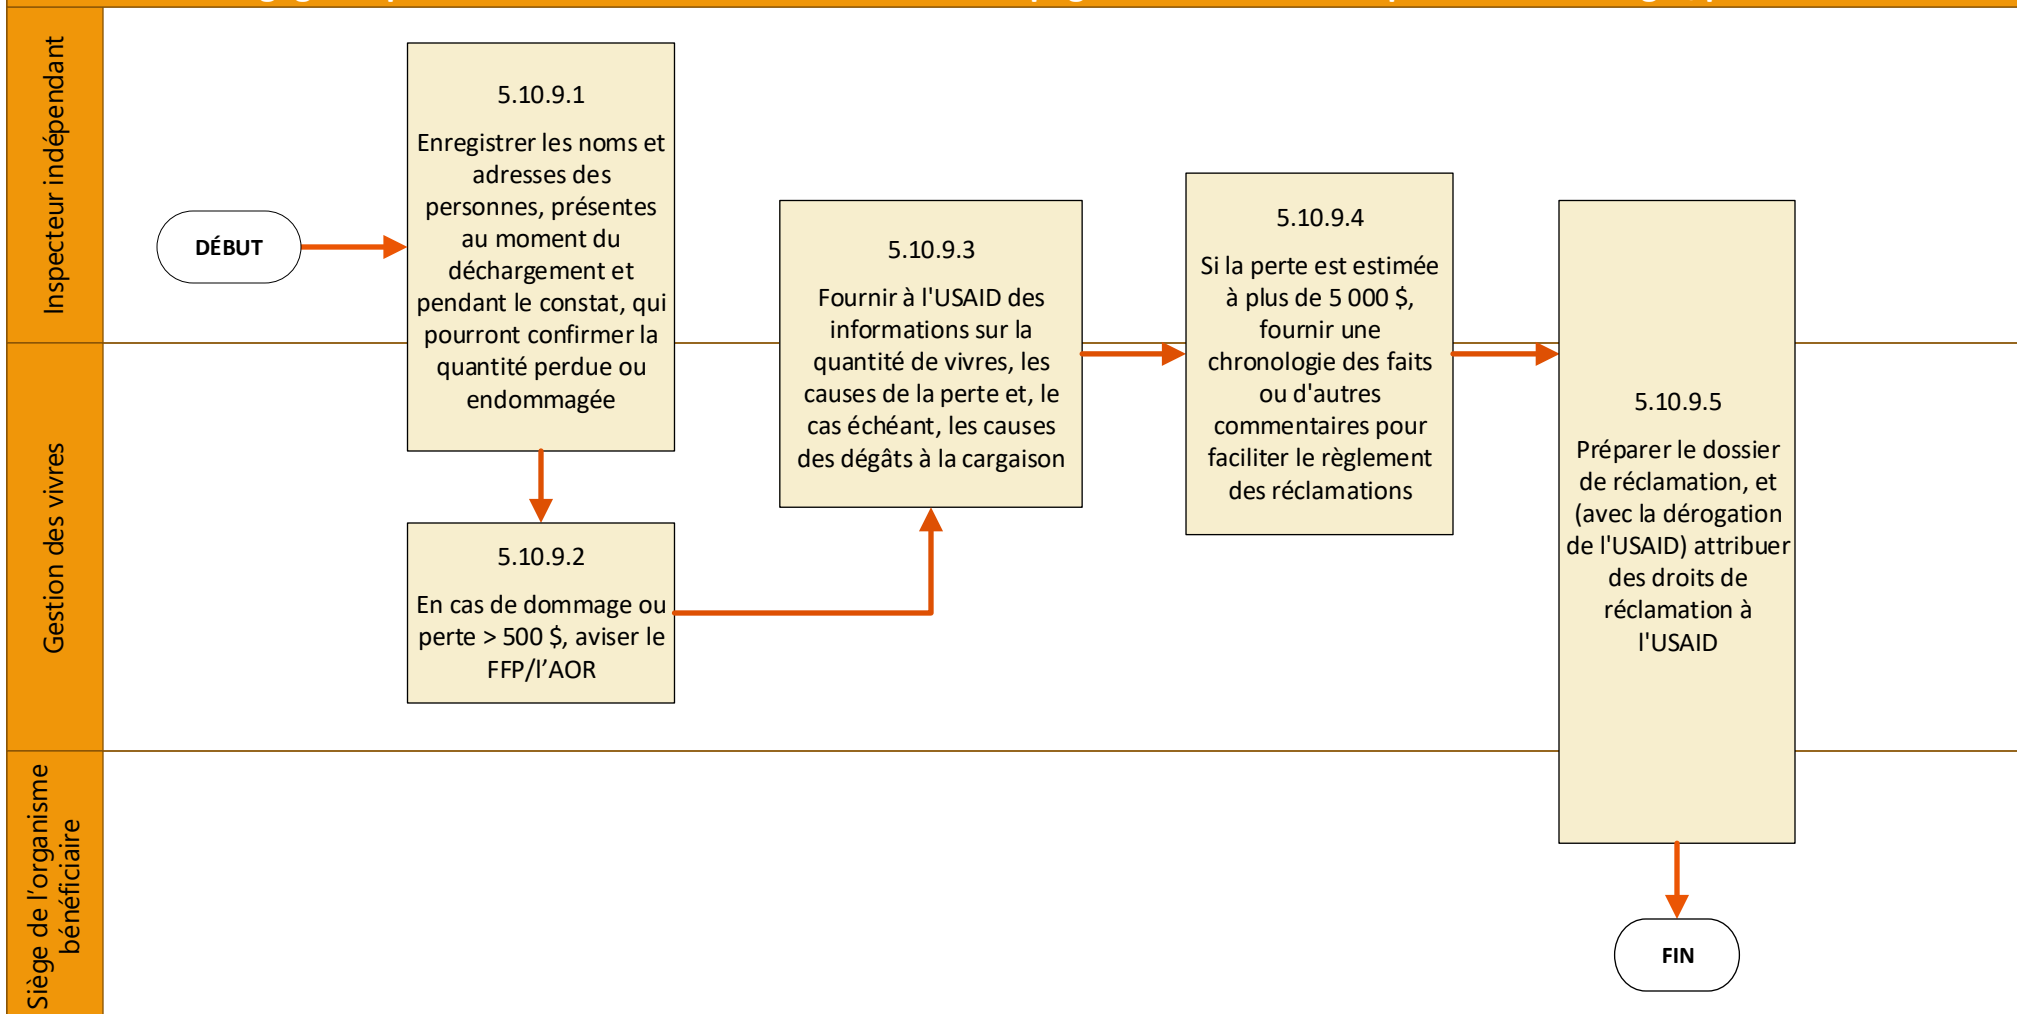 Inspecteur indépendant
DÉBUT
5.10.9.1
Enregistrer les noms et
adresses des
personnes, présentes
au moment du
déchargement et
pendant le constat, qui
pourront confirmer la
quantité perdue ou
endommagée
5.10.9.3
Fournir à l'USAID des
informations sur la
quantité de vivres, les
causes de la perte et, le
cas échéant, les causes
des dégâts à la cargaison
5.10.9.4
Si la perte est estimée
à plus de 5 000 $,
fournir une
chronologie des faits
ou d'autres
commentaires pour
faciliter le règlement
des réclamations
5.10.9.5
Préparer le dossier
de réclamation, et
(avec la dérogation
de l'USAID) attribuer
des droits de
réclamation à
l'USAID
Gestion des vivres
5.10.9.2
En cas de dommage ou
perte > 500 $, aviser le
FFP/l’AOR
Siège de l’organisme
bénéficiaire
FIN